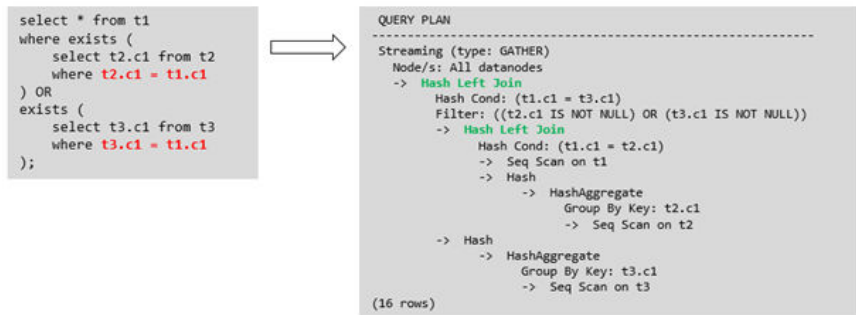 select * from t1
where exists (
    select t2.c1 from t2
    where t2.c1 = t1.c1
) OR
exists (
    select t3.c1 from t3
    where t3.c1 = t1.c1
);
QUERY PLAN
-------------------------------------------------------------
Streaming (type: GATHER)
  Node/s: All datanodes
  ->  Hash Left Join
        Hash Cond: (t1.c1 = t3.c1)
        Filter: ((t2.c1 IS NOT NULL) OR (t3.c1 IS NOT NULL))
        ->  Hash Left Join
              Hash Cond: (t1.c1 = t2.c1)
              ->  Seq Scan on t1
              ->  Hash
                    ->  HashAggregate
                          Group By Key: t2.c1
                          ->  Seq Scan on t2
        ->  Hash
              ->  HashAggregate
                    Group By Key: t3.c1
                    ->  Seq Scan on t3
(16 rows)